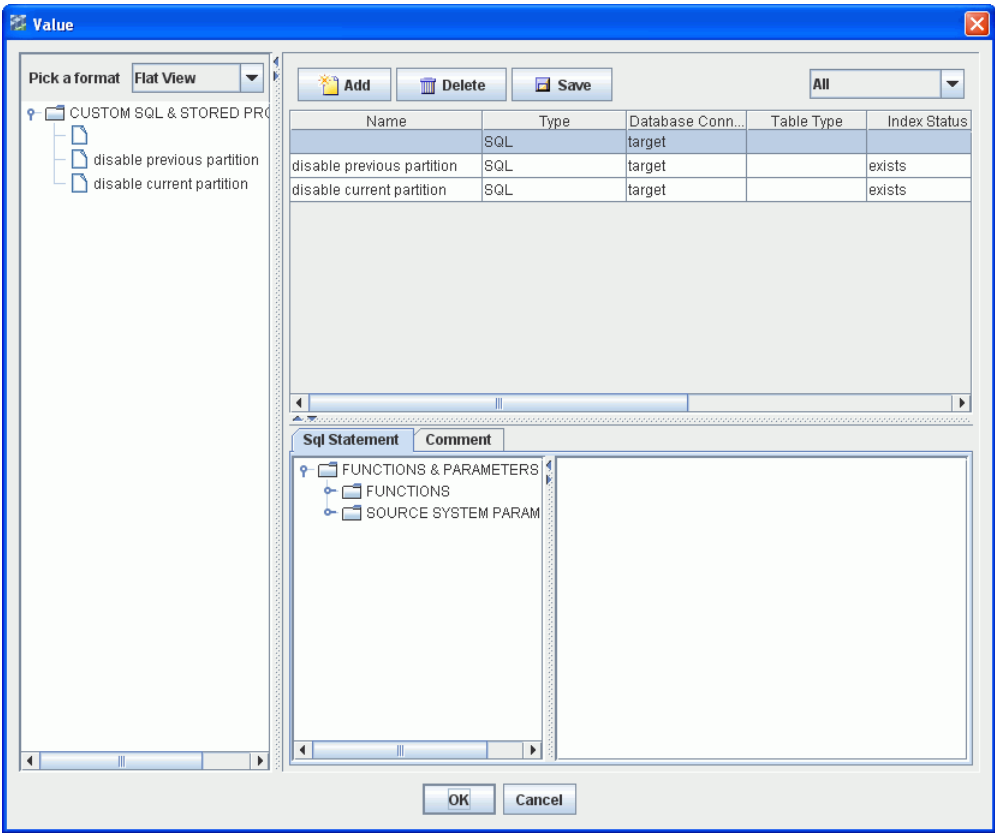 Value
Pick a format Flat View
CUSTOM SQL & STORED PRO
disable previous partition
disable current partition
Add Delete Save All
Name Type Database Conn... Table Type Index Status
SQL target
disable previous partition SQL target exists
disable current partition SQL target exists
Sql Statement Comment
FUNCTIONS & PARAMETERS
FUNCTIONS
SOURCE SYSTEM PARAM
OK Cancel